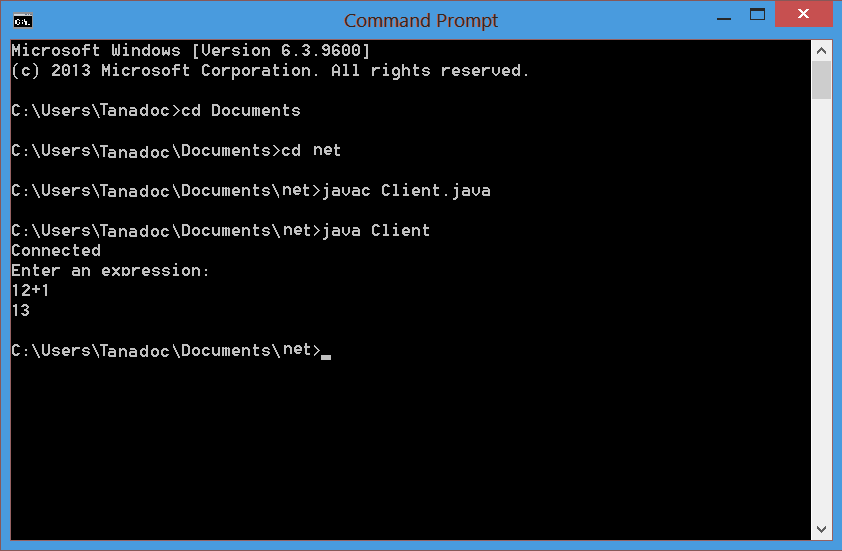 Command Prompt
Microsoft Windows [Version 6.3.9600]
(c) 2013 Microsoft Corporation. All rights reserved.
C:\Users\Tanadoc>cd Documents
C:\Users\Tanadoc\Documents>cd net
C:\Users\Tanadoc\Documents\net>javac Client.java
C:\Users\Tanadoc\Documents\net>java Client
Connected
Enter an expression:
12+1
13
C:\Users\Tanadoc\Documents\net>